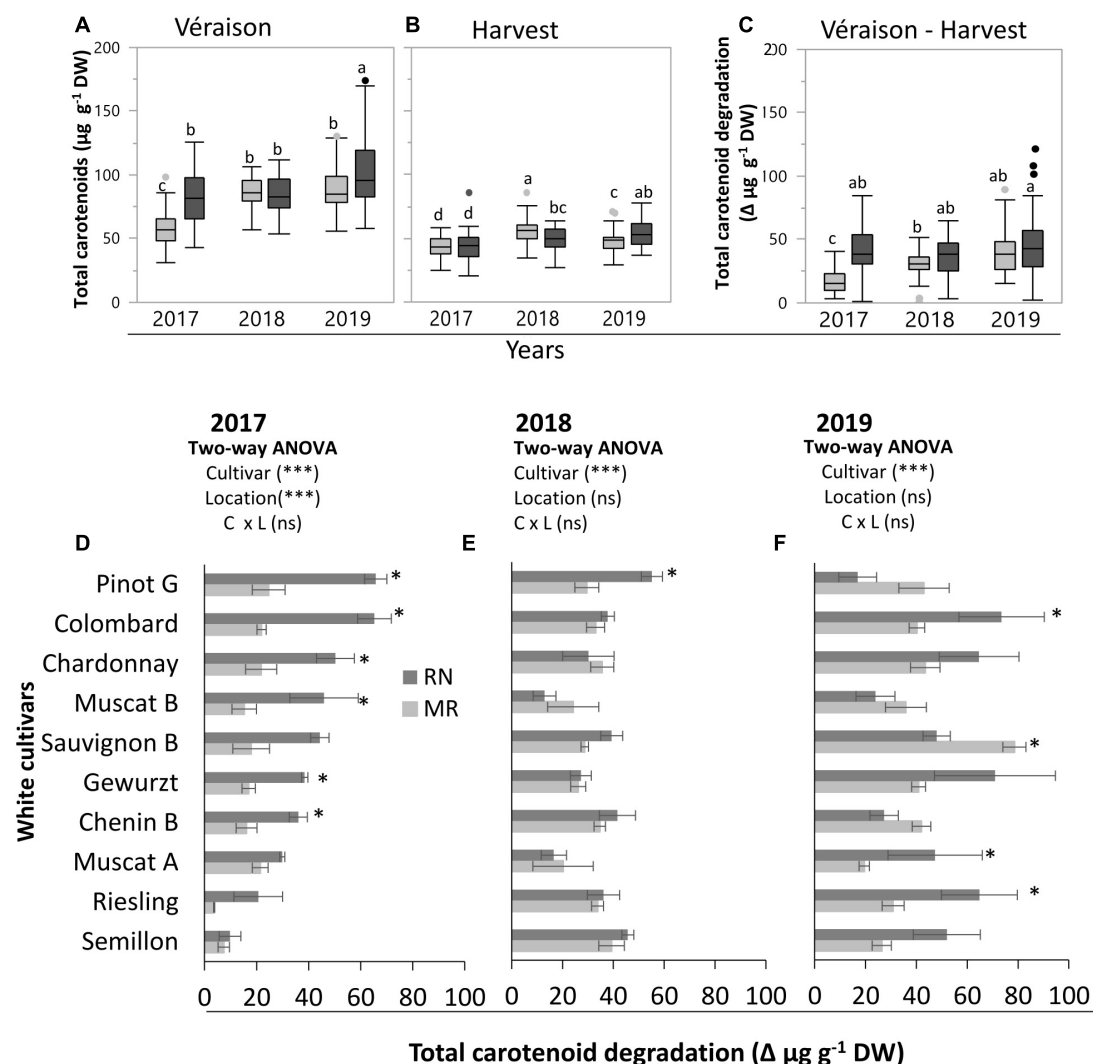 A Véraison
B Harvest
C Véraison - Harvest
Total carotenoids (µg g-1 DW)
200
150
100
50
0
c b b b b a
d d a bc c ab
Total carotenoid degradation
(Δ µg g-1 DW)
200
150
100
50
0
c ab b ab ab a
2017 2018 2019 2017 2018 2019 2017 2018 2019
Years
2017
Two-way ANOVA
Cultivar (***)
Location(***)
C x L (ns)
2018
Two-way ANOVA
Cultivar (***)
Location (ns)
C x L (ns)
2019
Two-way ANOVA
Cultivar (***)
Location (ns)
C x L (ns)
D E F
White cultivars
Pinot G * *
Colombard * *
Chardonnay *
Muscat B *
Sauvignon B *
Gewurzt *
Chenin B *
Muscat A *
Riesling *
Semillon
RN
MR
0 20 40 60 80 100 0 20 40 60 80 100 0 20 40 60 80 100
Total carotenoid degradation (Δ µg g-1 DW)